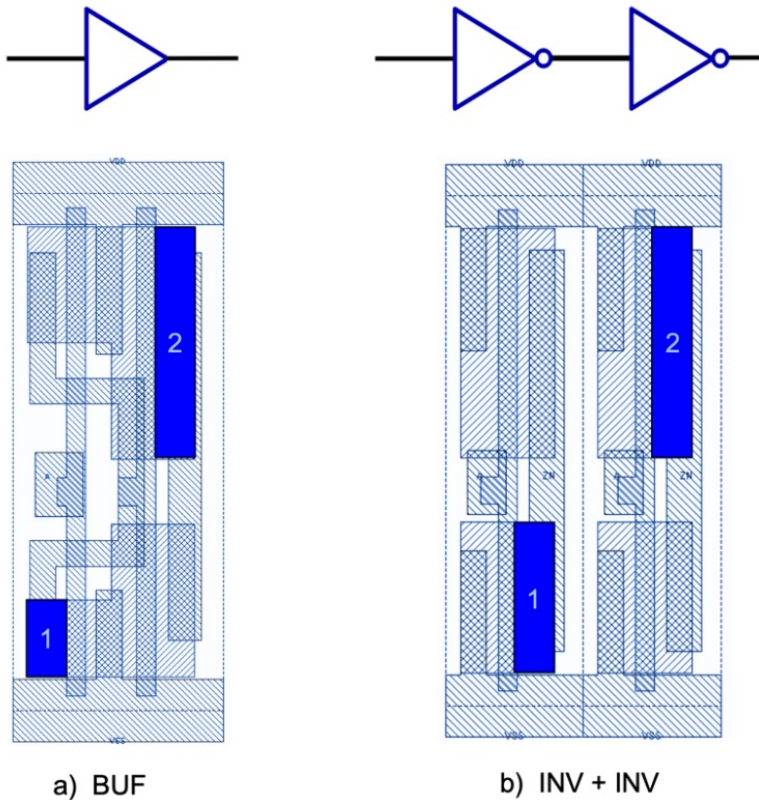 VDD
VDD
VDD
2
2
A
A
ZN
A
ZN
1
1
VSS
VSS
VSS
a) BUF
b) INV + INV